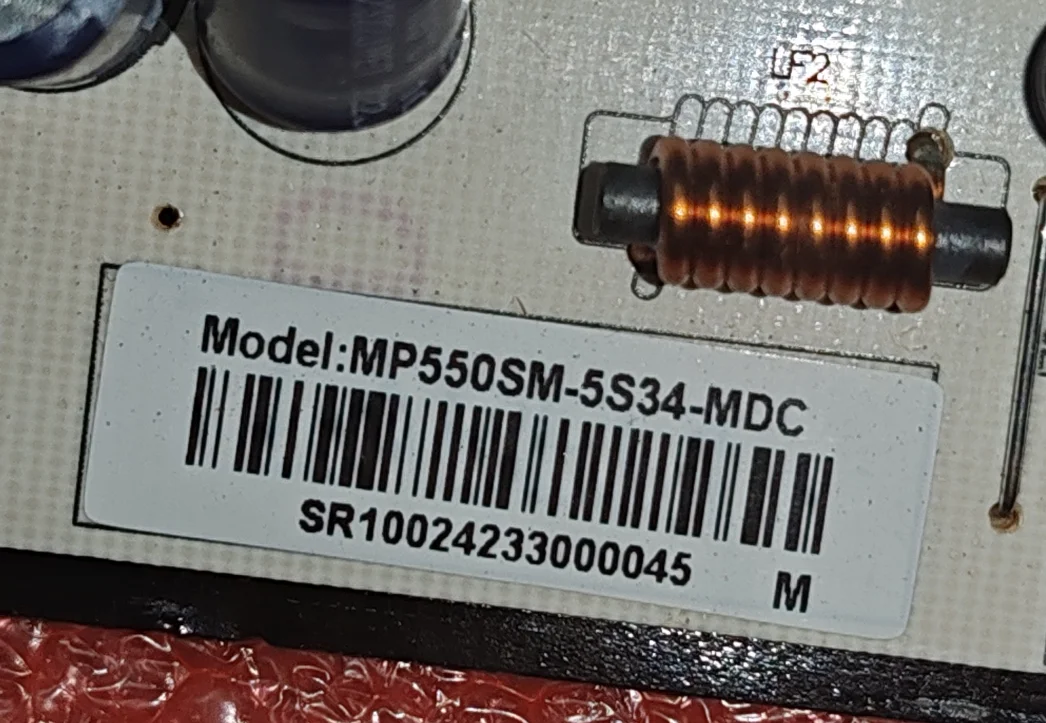 LF2
Model:MP550SM-5S34-MDC
SR10024233000045
M